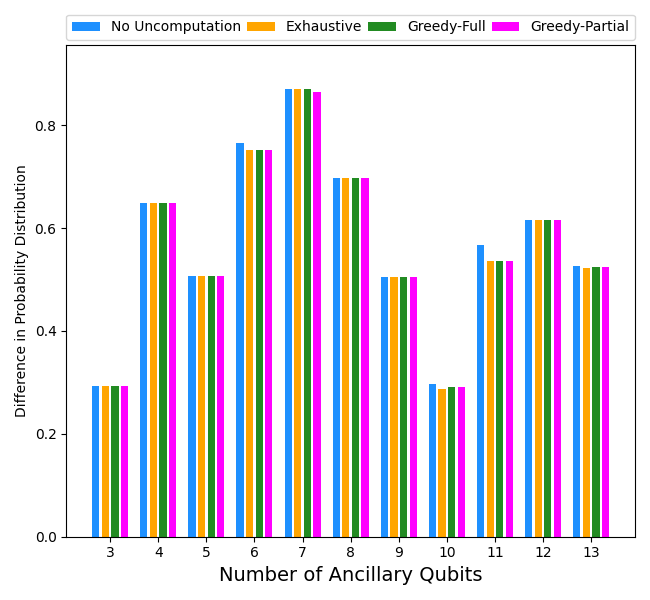 No Uncomputation Exhaustive Greedy-Full Greedy-Partial
Difference in Probability Distribution
0.8
0.6
0.4
0.2
0.0
3 4 5 6 7 8 9 10 11 12 13
Number of Ancillary Qubits